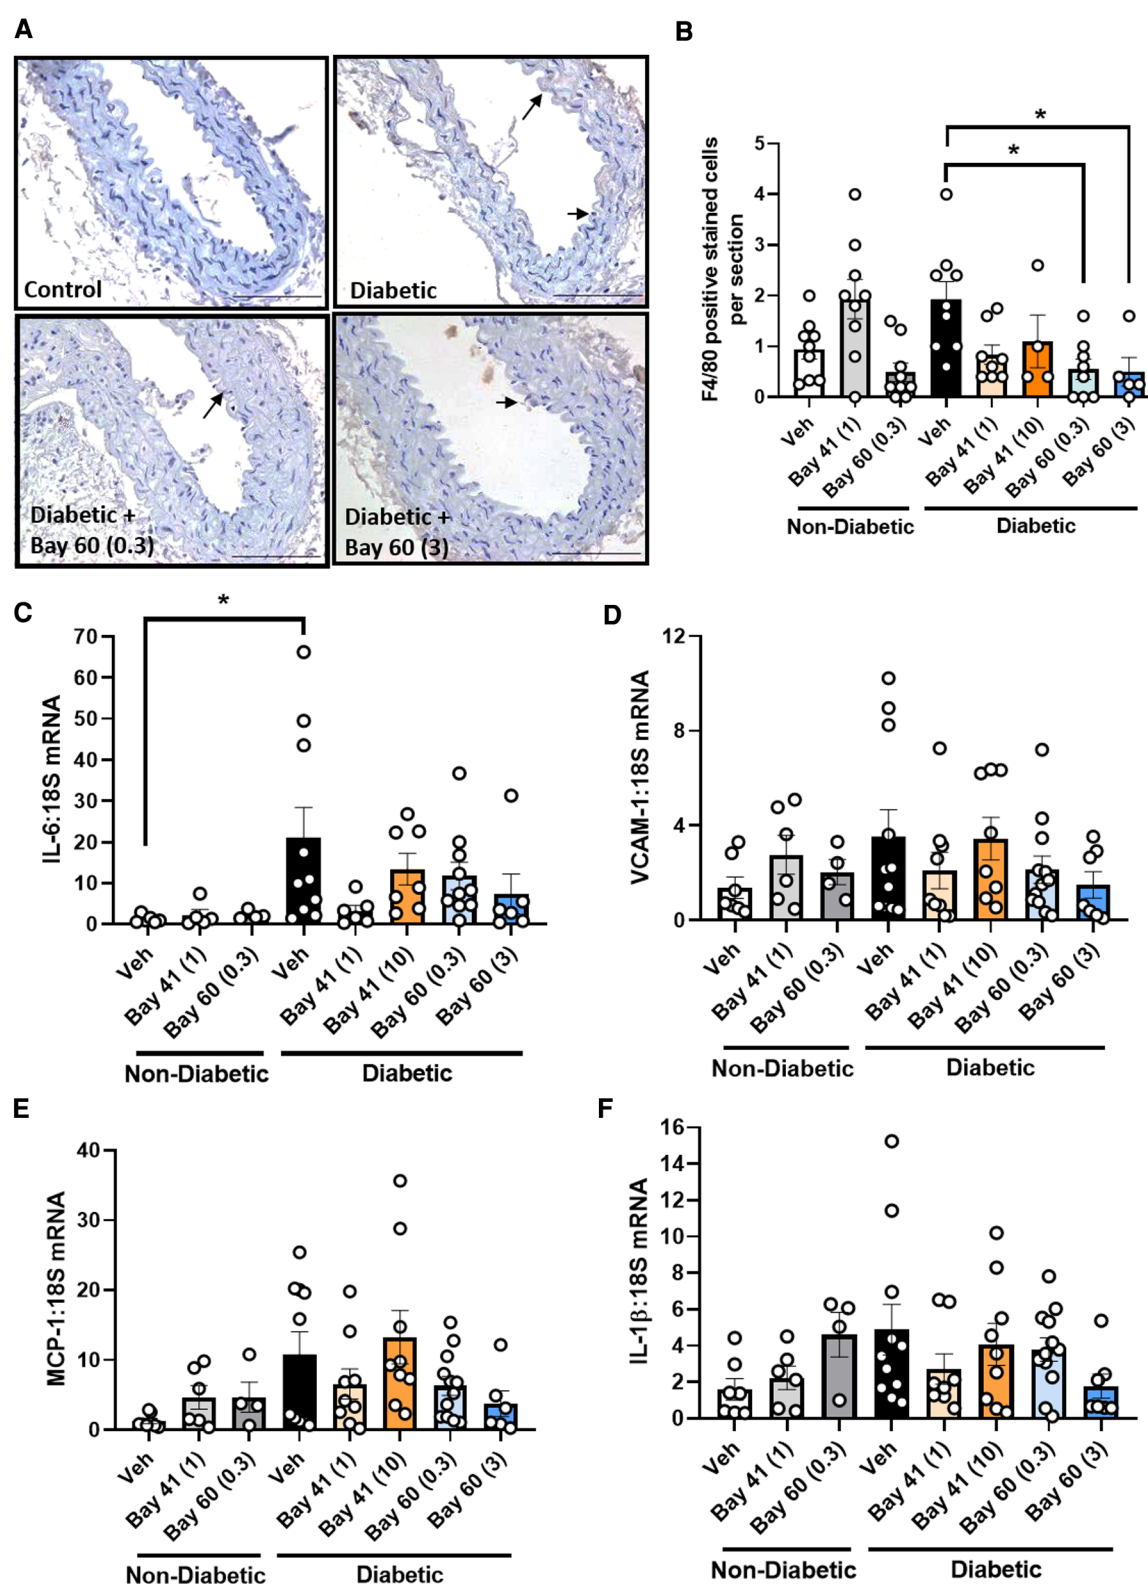 A
Control
Diabetic
Diabetic +
Bay 60 (0.3)
Diabetic +
Bay 60 (3)
B
F4/80 positive stained cells
per section
5
4
3
2
1
0
*
*
Veh
Bay 41 (1)
Bay 60 (0.3)
Veh
Bay 41 (1)
Bay 41 (10)
Bay 60 (0.3)
Bay 60 (3)
Non-Diabetic
Diabetic
C
IL-6:18S mRNA
70
60
50
40
30
20
10
0
*
Veh
Bay 41 (1)
Bay 60 (0.3)
Veh
Bay 41 (1)
Bay 41 (10)
Bay 60 (0.3)
Bay 60 (3)
Non-Diabetic
Diabetic
D
VCAM-1:18S mRNA
12
8
4
0
Veh
Bay 41 (1)
Bay 60 (0.3)
Veh
Bay 41 (1)
Bay 41 (10)
Bay 60 (0.3)
Bay 60 (3)
Non-Diabetic
Diabetic
E
MCP-1:18S mRNA
40
30
20
10
0
Veh
Bay 41 (1)
Bay 60 (0.3)
Veh
Bay 41 (1)
Bay 41 (10)
Bay 60 (0.3)
Bay 60 (3)
Non-Diabetic
Diabetic
F
IL-1β:18S mRNA
16
14
12
10
8
6
4
2
0
Veh
Bay 41 (1)
Bay 60 (0.3)
Veh
Bay 41 (1)
Bay 41 (10)
Bay 60 (0.3)
Bay 60 (3)
Non-Diabetic
Diabetic